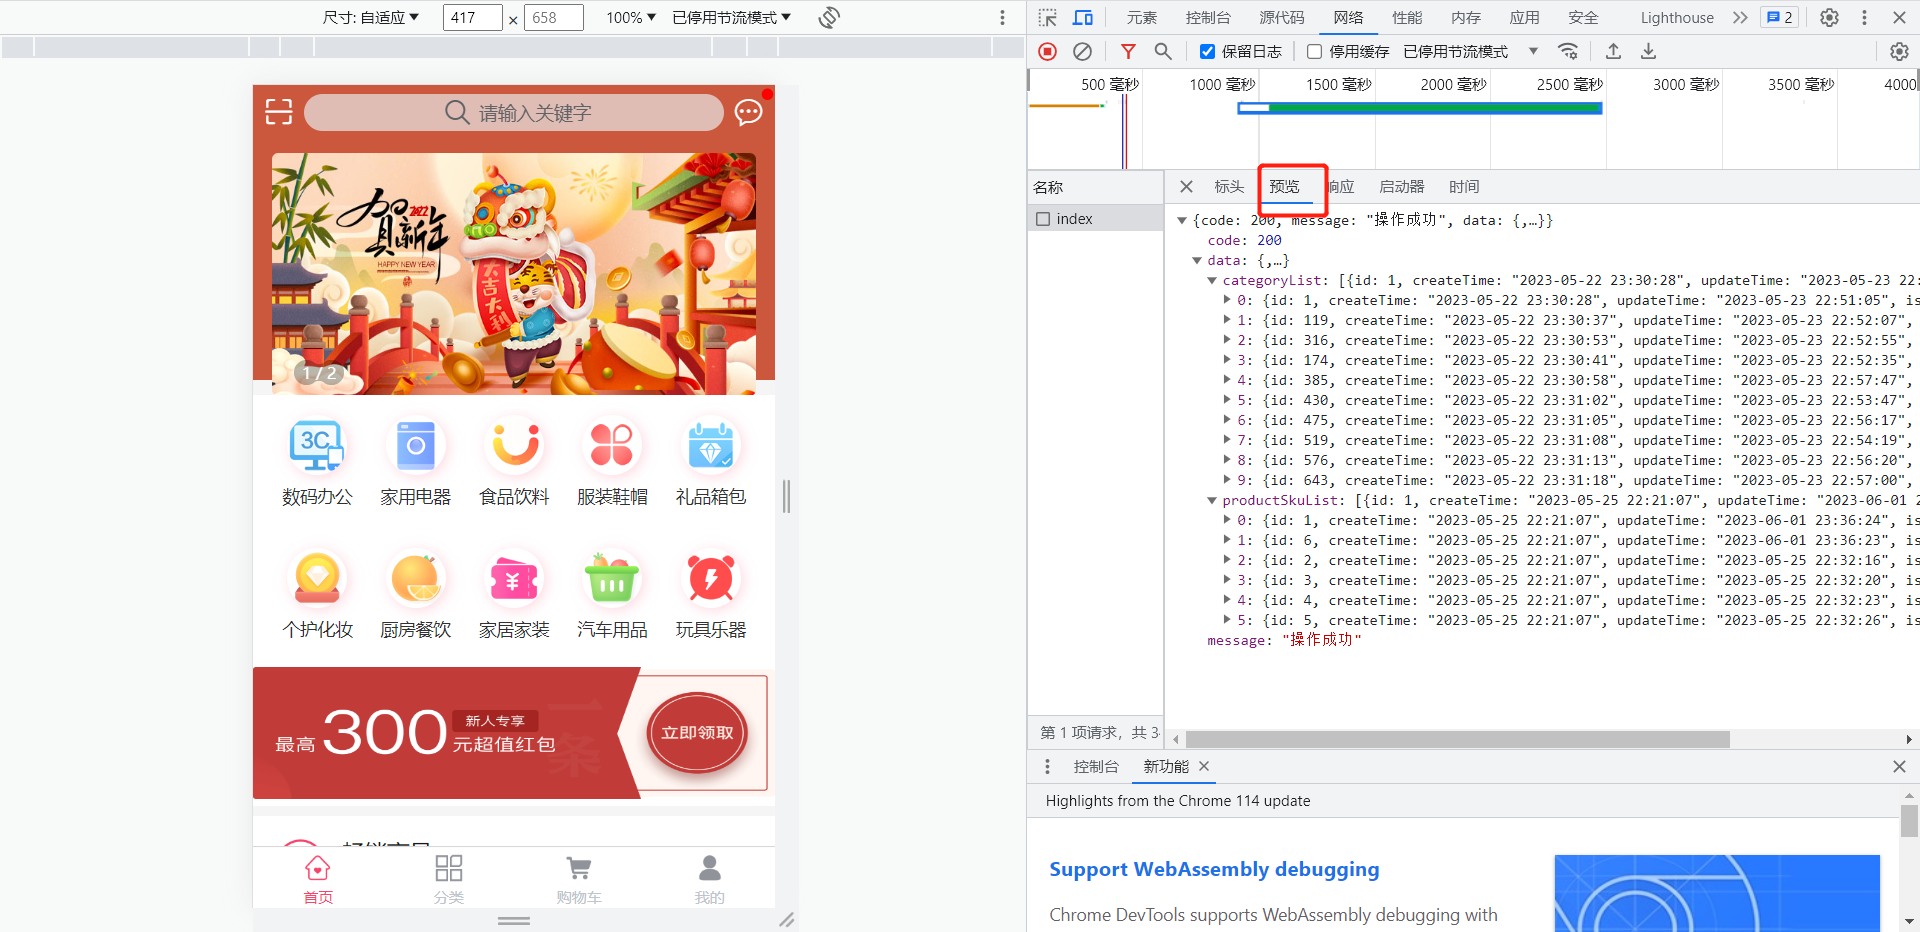 尺寸: 自适应 417 × 658 100% 已停用节流模式
请输入关键字
贺新年
2022
HAPPY NEW YEAR
大吉大利
1 / 2
3C
数码办公 家用电器 食品饮料 服装鞋帽 礼品箱包
¥
个护化妆 厨房餐饮 家居家装 汽车用品 玩具乐器
最高 300 新人专享 元超值红包
一条
立即领取
首页 分类 购物车 我的
元素 控制台 源代码 网络 性能 内存 应用 安全 Lighthouse 2
保留日志 停用缓存 已停用节流模式
500 毫秒 1000 毫秒 1500 毫秒 2000 毫秒 2500 毫秒 3000 毫秒 3500 毫秒 4000
名称
index
标头 预览 响应 启动器 时间
{code: 200, message: "操作成功", data: {,…}}
code: 200
data: {,…}
categoryList: [{id: 1, createTime: "2023-05-22 23:30:28", updateTime: "2023-05-23 22:
0: {id: 1, createTime: "2023-05-22 23:30:28", updateTime: "2023-05-23 22:51:05", is
1: {id: 119, createTime: "2023-05-22 23:30:37", updateTime: "2023-05-23 22:52:07",
2: {id: 316, createTime: "2023-05-22 23:30:53", updateTime: "2023-05-23 22:52:55",
3: {id: 174, createTime: "2023-05-22 23:30:41", updateTime: "2023-05-23 22:52:35",
4: {id: 385, createTime: "2023-05-22 23:30:58", updateTime: "2023-05-23 22:57:47",
5: {id: 430, createTime: "2023-05-22 23:31:02", updateTime: "2023-05-23 22:53:47",
6: {id: 475, createTime: "2023-05-22 23:31:05", updateTime: "2023-05-23 22:56:17",
7: {id: 519, createTime: "2023-05-22 23:31:08", updateTime: "2023-05-23 22:54:19",
8: {id: 576, createTime: "2023-05-22 23:31:13", updateTime: "2023-05-23 22:56:20",
9: {id: 643, createTime: "2023-05-22 23:31:18", updateTime: "2023-05-23 22:57:00",
productSkuList: [{id: 1, createTime: "2023-05-25 22:21:07", updateTime: "2023-06-01 2
0: {id: 1, createTime: "2023-05-25 22:21:07", updateTime: "2023-06-01 23:36:24", is
1: {id: 6, createTime: "2023-05-25 22:21:07", updateTime: "2023-06-01 23:36:23", is
2: {id: 2, createTime: "2023-05-25 22:21:07", updateTime: "2023-05-25 22:32:16", is
3: {id: 3, createTime: "2023-05-25 22:21:07", updateTime: "2023-05-25 22:32:20", is
4: {id: 4, createTime: "2023-05-25 22:21:07", updateTime: "2023-05-25 22:32:23", is
5: {id: 5, createTime: "2023-05-25 22:21:07", updateTime: "2023-05-25 22:32:26", is
message: "操作成功"
第 1 项请求，共 3
控制台 新功能
Highlights from the Chrome 114 update
Support WebAssembly debugging
Chrome DevTools supports WebAssembly debugging with